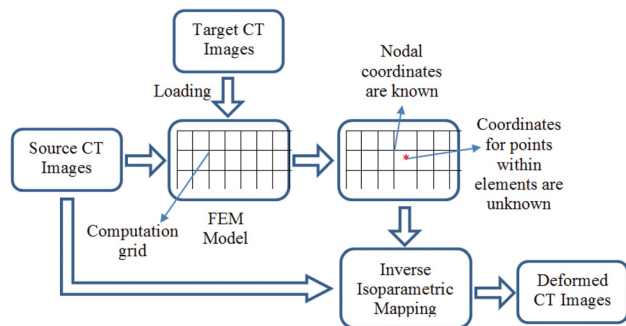 Target CT
Images
Loading
Nodal
coordinates
are known
Source CT
Images
Coordinates
for points
within
elements are
unknown
*
FEM
Model
Computation
grid
Inverse
Isoparametric
Mapping
Deformed
CT Images